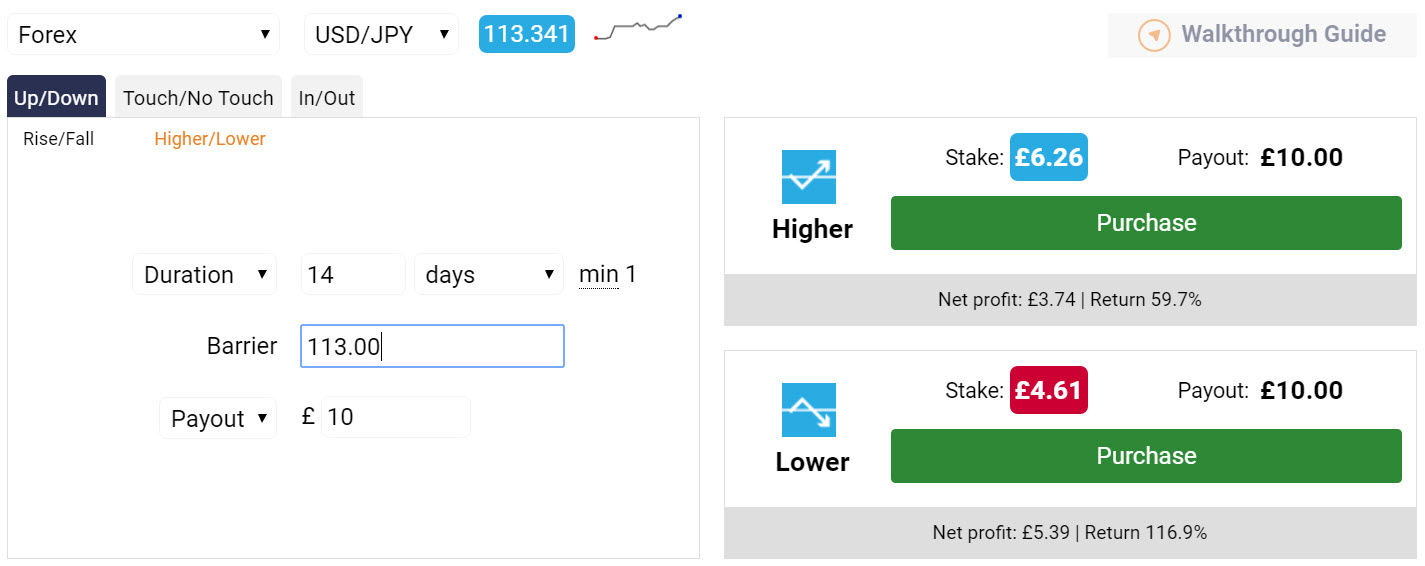 Forex ▼ USD/JPY ▼ 113.341 Walkthrough Guide
Up/Down Touch/No Touch In/Out
Rise/Fall Higher/Lower
Duration ▼ 14 days ▼ min 1
Barrier 113.00
Payout ▼ £ 10
Higher
Stake: £6.26 Payout: £10.00
Purchase
Net profit: £3.74 | Return 59.7%
Lower
Stake: £4.61 Payout: £10.00
Purchase
Net profit: £5.39 | Return 116.9%